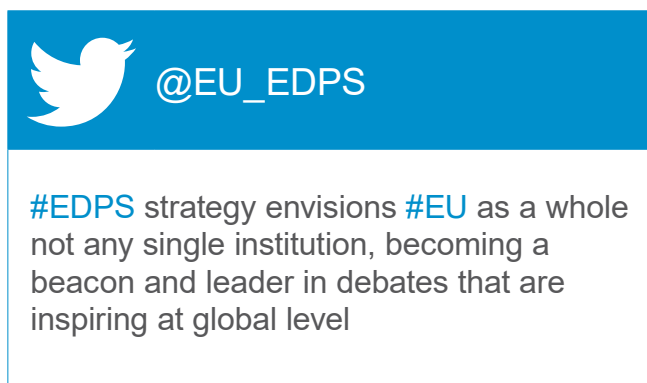 @EU_EDPS
#EDPS strategy envisions #EU as a whole
not any single institution, becoming a
beacon and leader in debates that are
inspiring at global level